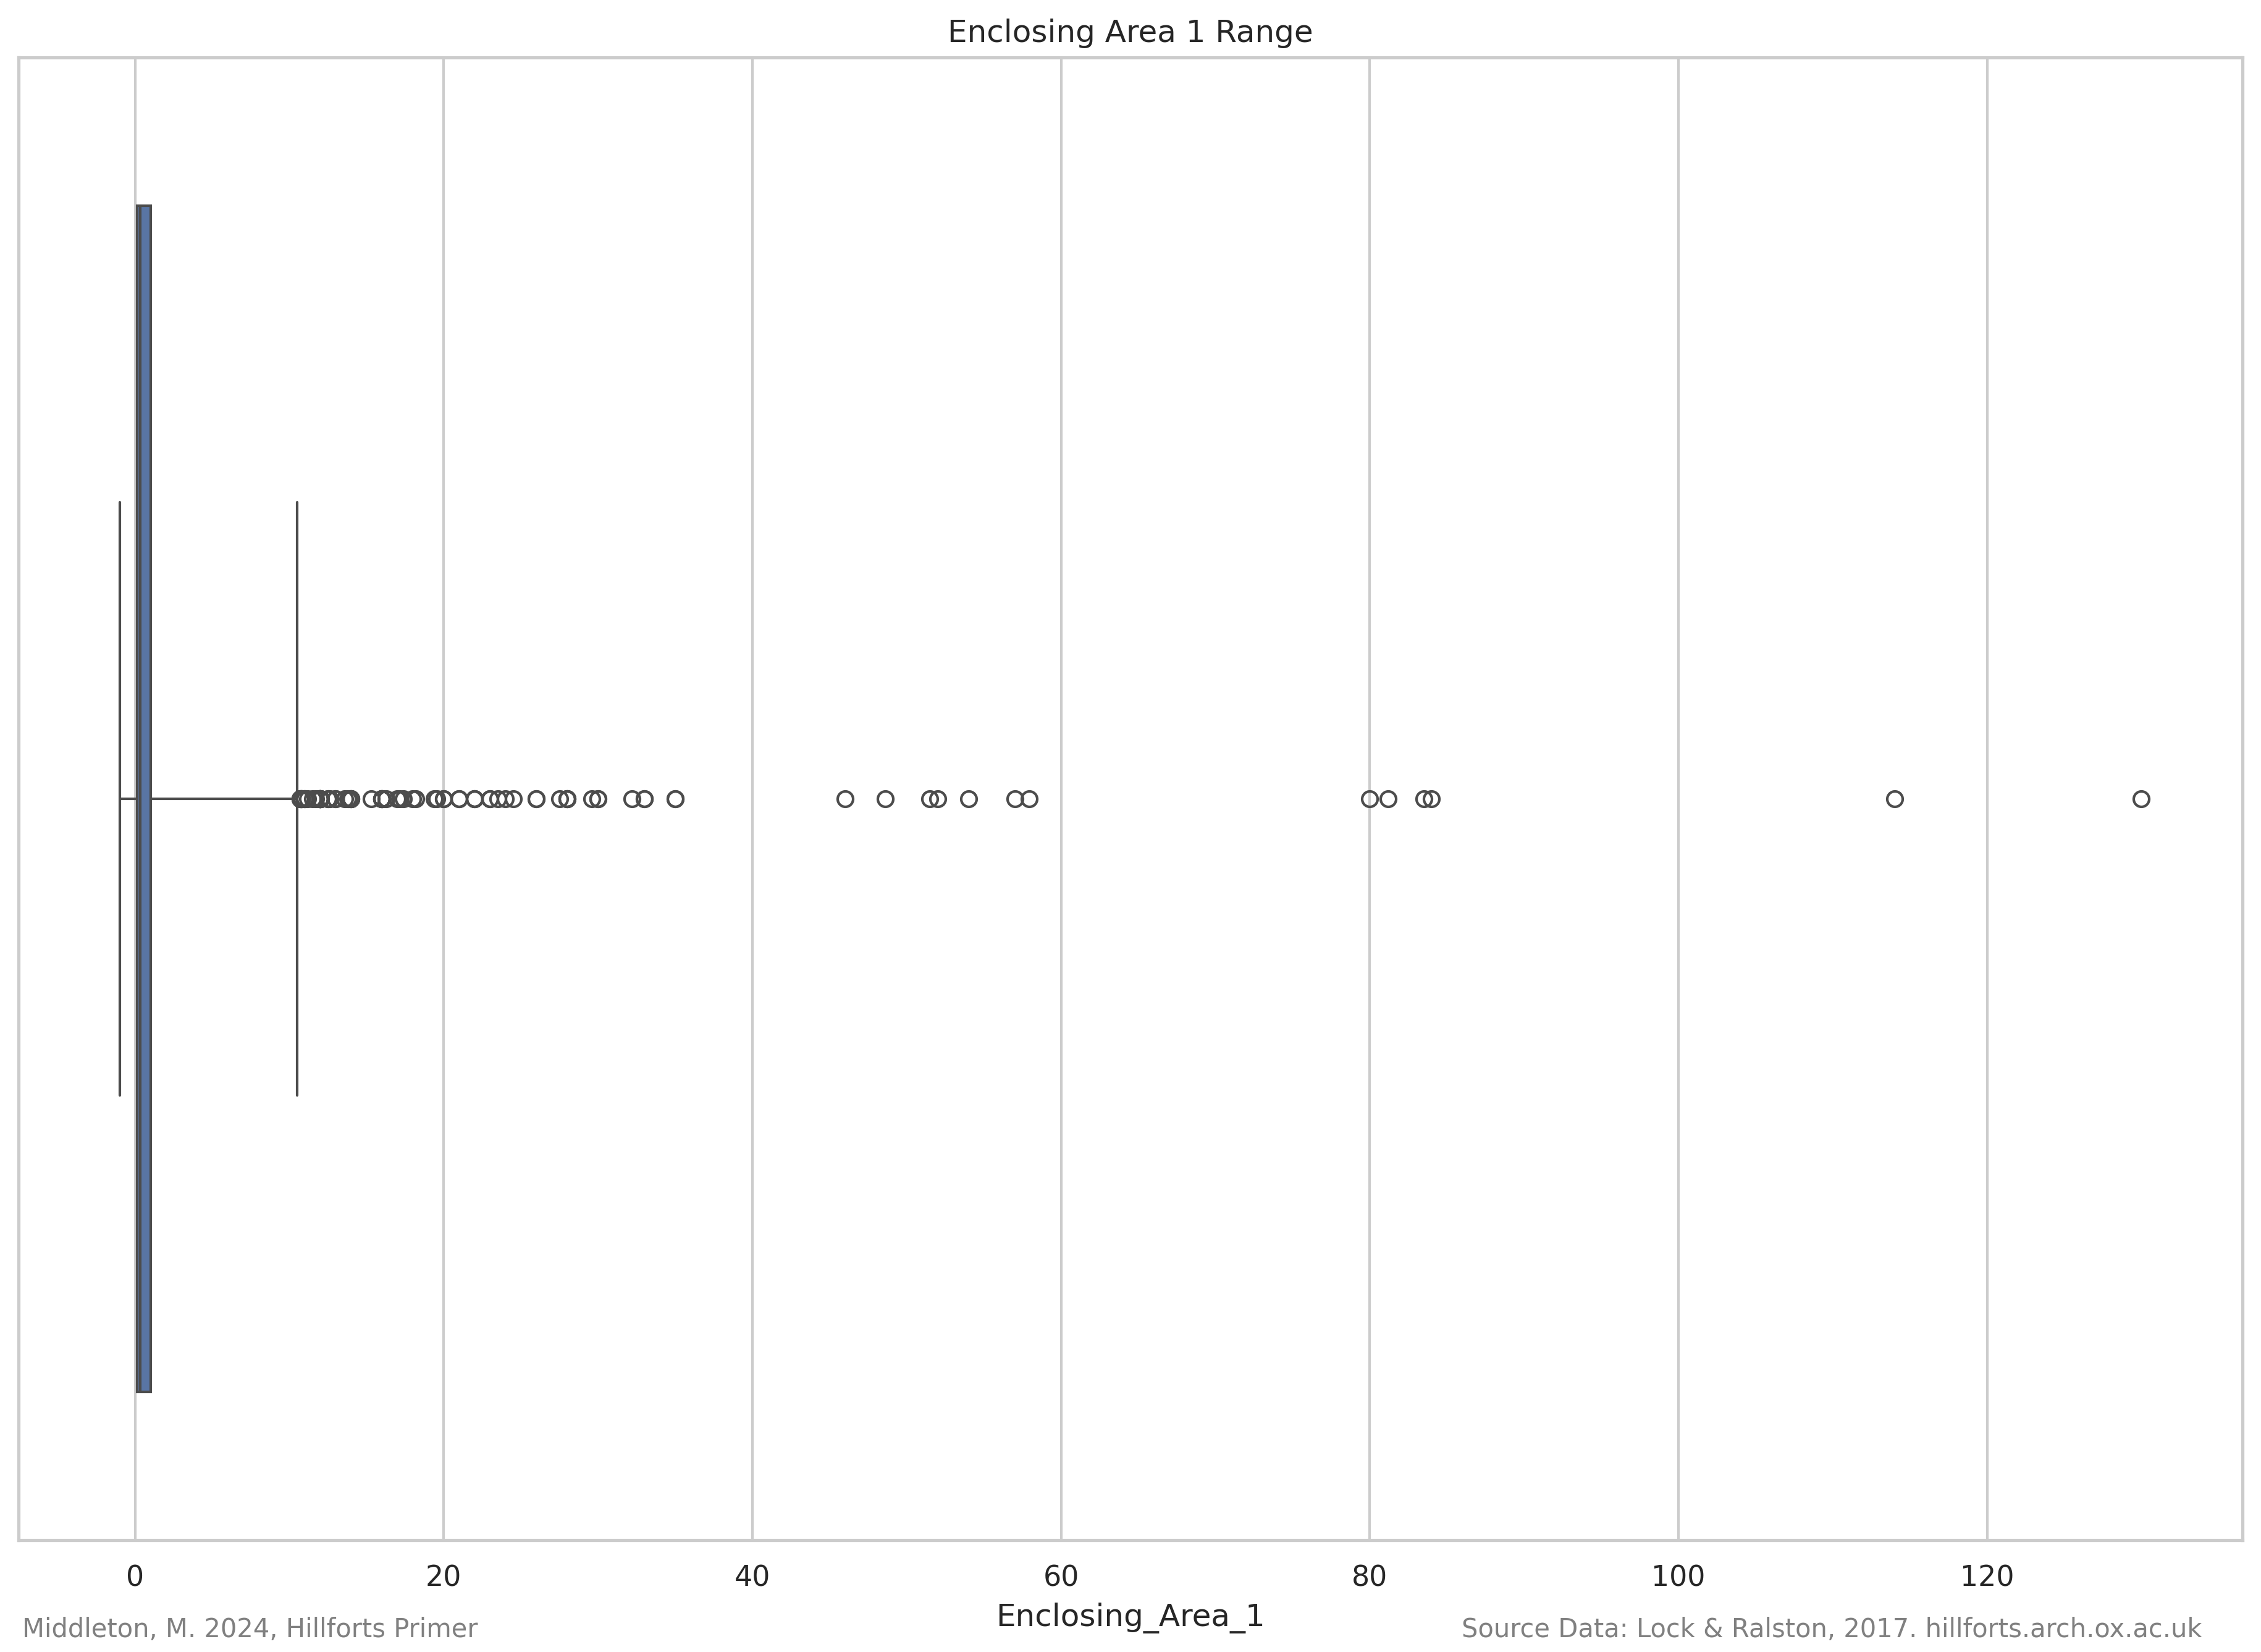 Enclosing Area 1 Range
0 20 40 60 80 100 120
Enclosing_Area_1
Middleton, M. 2024, Hillforts Primer
Source Data: Lock & Ralston, 2017. hillforts.arch.ox.ac.uk